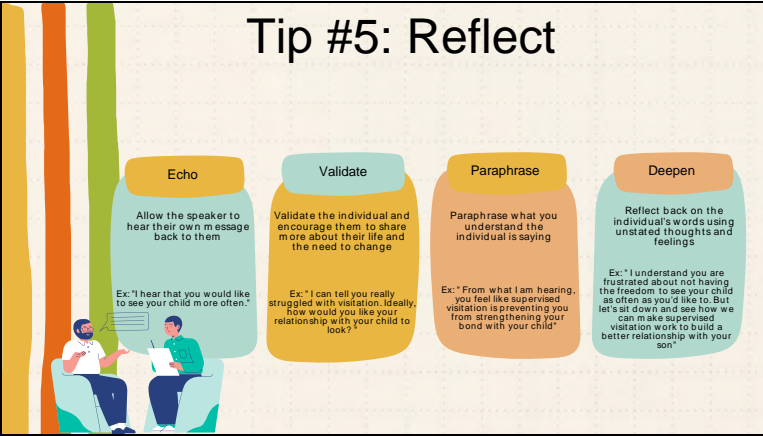 Tip #5: Reflect
Echo
Allow the speaker to
hear their own message
back to them
Ex: "I hear that you would like
to see your child more often."
Validate
Validate the individual and
encourage them to share
more about their life and
the need to change
Ex: " I can tell you really
struggled with visitation. Ideally,
how would you like your
relationship with your child to
look? "
Paraphrase
Paraphrase what you
understand the
individual is saying
Ex: " From what I am hearing,
you feel like supervised
visitation is preventing you
from strengthening your
bond with your child"
Deepen
Reflect back on the
individual's words using
unstated thoughts and
feelings
Ex: " I understand you are
frustrated about not having
the freedom to see your child
as often as you'd like to. But
let's sit down and see how we
can make supervised
visitation work to build a
better relationship with your
son"